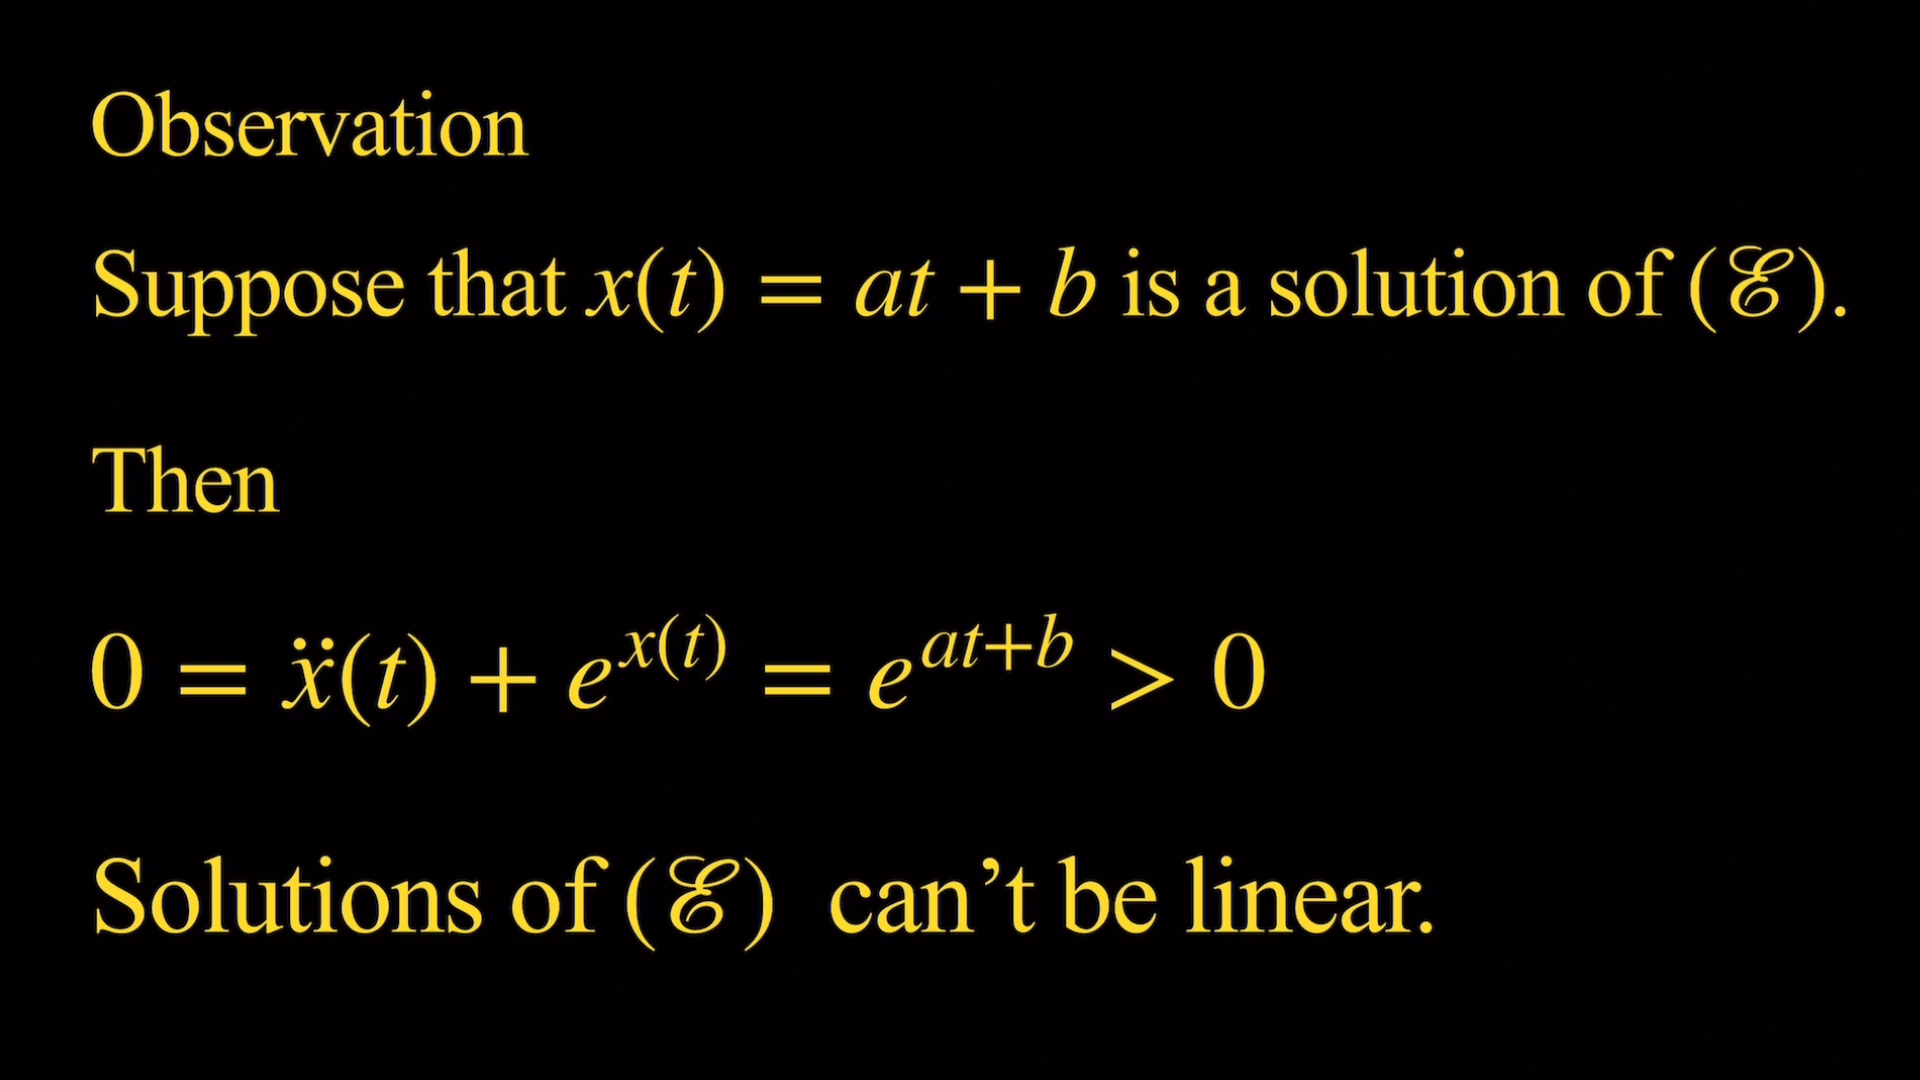 Observation
Suppose that x(t) = at + b is a solution of (ℰ).
Then
0 = ẍ(t) + e^{x(t)} = e^{at+b} > 0
Solutions of (ℰ) can’t be linear.